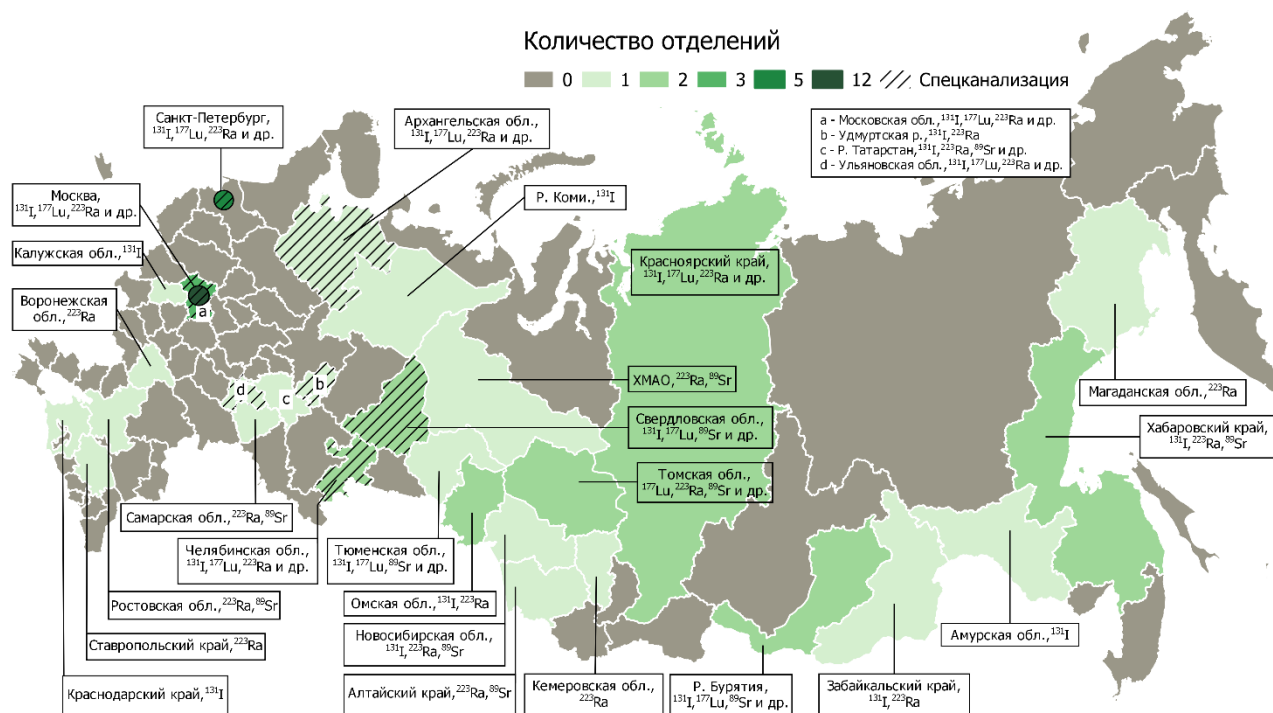 Количество отделений
0 1 2 3 5 12 Спецканализация
Санкт-Петербург,
¹³¹I,¹⁷⁷Lu,²²³Ra и др.
Архангельская обл.,
¹³¹I,¹⁷⁷Lu,²²³Ra и др.
a - Московская обл.,¹³¹I,¹⁷⁷Lu,²²³Ra и др.
b - Удмуртская р.,¹³¹I,²²³Ra
c - Р. Татарстан,¹³¹I,²²³Ra,⁸⁹Sr и др.
d - Ульяновская обл.,¹³¹I,¹⁷⁷Lu,²²³Ra и др.
Москва,
¹³¹I,¹⁷⁷Lu,²²³Ra и др.
Р. Коми.,¹³¹I
Калужская обл.,¹³¹I
Красноярский край,
¹³¹I,¹⁷⁷Lu,²²³Ra и др.
Воронежская
обл.,²²³Ra
a
d
c
b
ХМАО,²²³Ra,⁸⁹Sr
Магаданская обл.,²²³Ra
Свердловская обл.,
¹³¹I,¹⁷⁷Lu,⁸⁹Sr и др.
Хабаровский край,
¹³¹I,²²³Ra,⁸⁹Sr
Томская обл.,
¹⁷⁷Lu,²²³Ra,⁸⁹Sr и др.
Самарская обл.,²²³Ra,⁸⁹Sr
Челябинская обл.,
¹³¹I,¹⁷⁷Lu,²²³Ra и др.
Тюменская обл.,
¹³¹I,¹⁷⁷Lu,⁸⁹Sr и др.
Ростовская обл.,²²³Ra,⁸⁹Sr
Омская обл.,¹³¹I,²²³Ra
Ставропольский край,²²³Ra
Новосибирская обл.,
¹³¹I,²²³Ra,⁸⁹Sr
Амурская обл.,¹³¹I
Краснодарский край,¹³¹I
Алтайский край,²²³Ra,⁸⁹Sr
Кемеровская обл.,
²²³Ra
Р. Бурятия,
¹³¹I,¹⁷⁷Lu,⁸⁹Sr и др.
Забайкальский край,
¹³¹I,²²³Ra